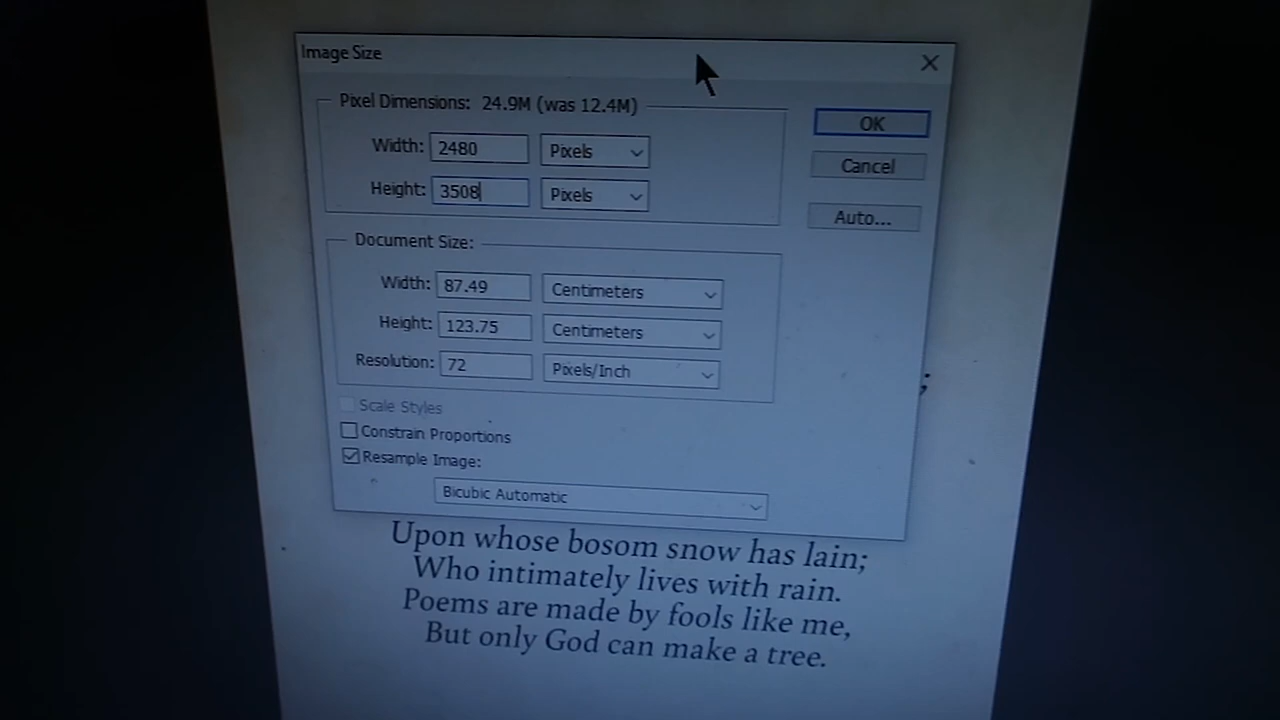 Image Size
Pixel Dimensions: 24.9M (was 12.4M)
Width: 2480 Pixels
Height: 3508 Pixels
OK
Cancel
Auto...
Document Size:
Width: 87.49 Centimeters
Height: 123.75 Centimeters
Resolution: 72 Pixels/Inch
Scale Styles
Constrain Proportions
Resample Image:
Bicubic Automatic
;
Upon whose bosom snow has lain;
Who intimately lives with rain.
Poems are made by fools like me,
But only God can make a tree.